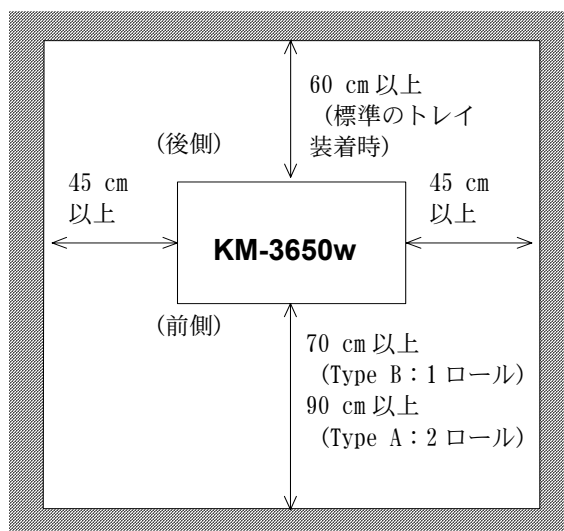 60 cm 以上
（標準のトレイ
装着時）
（後側）
45 cm
以上
45 cm
以上
KM-3650w
（前側）
70 cm 以上
（Type B：1 ロール）
90 cm 以上
（Type A：2 ロール）